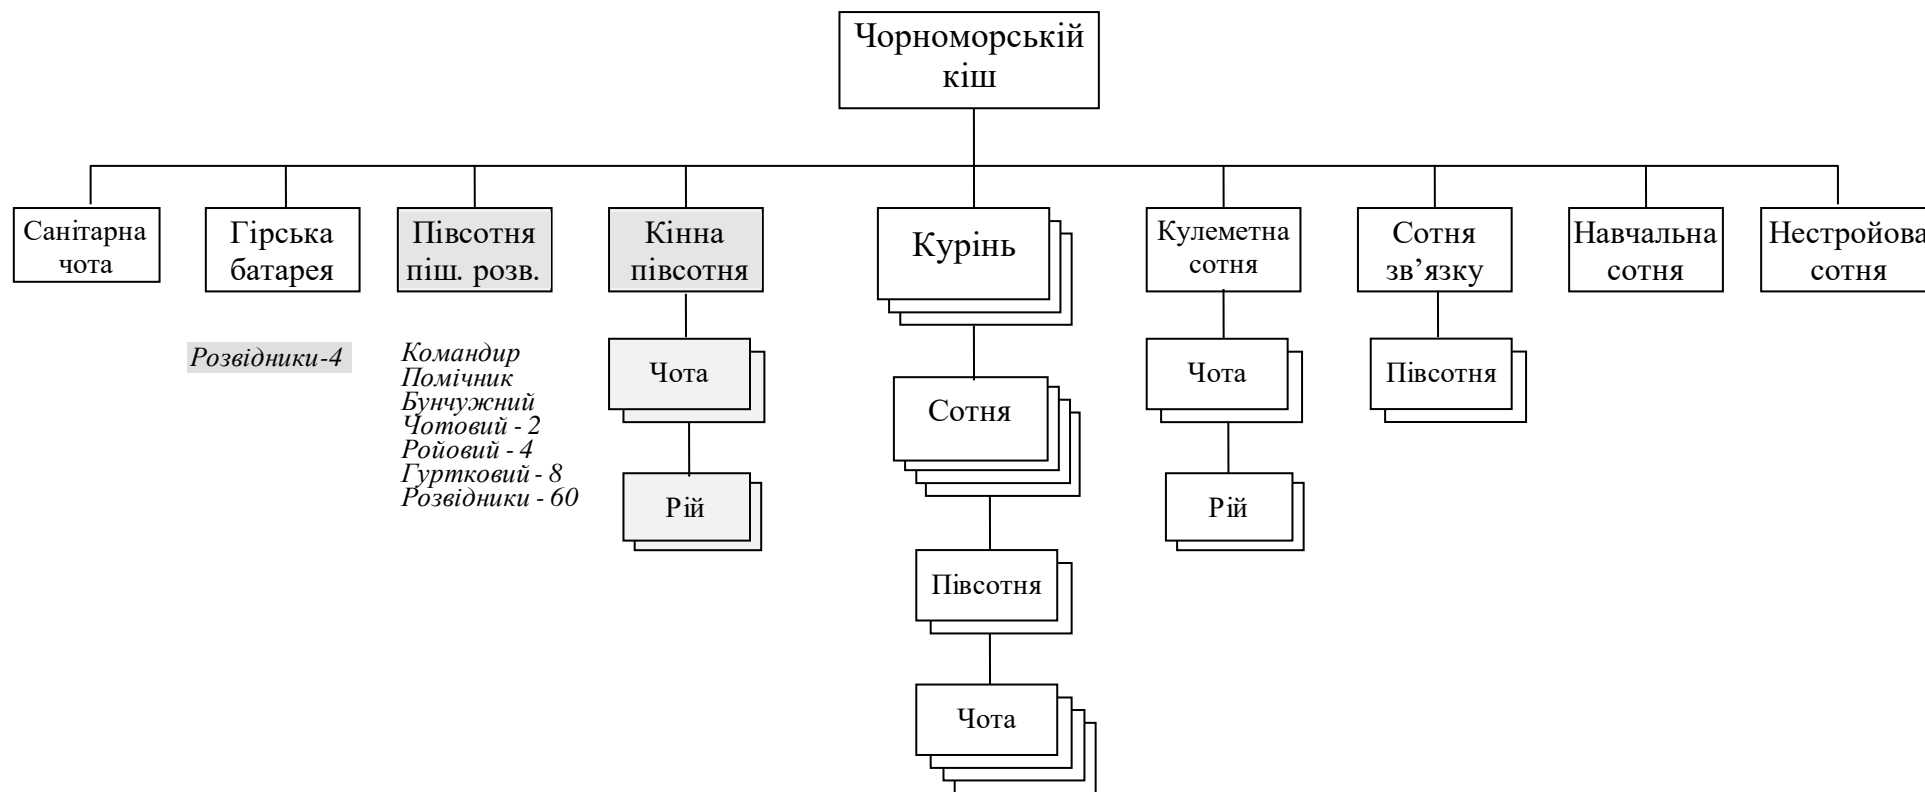 Чорноморській
кіш
Санітарна
чота
Гірська
батарея
Півсотня
піш. розв.
Кінна
півсотня
Курінь
Кулеметна
сотня
Сотня
зв’язку
Навчальна
сотня
Нестройова
сотня
Розвідники-4
Командир
Помічник
Бунчужний
Чотовий - 2
Ройовий - 4
Гуртковий - 8
Розвідники - 60
Чота
Рій
Сотня
Півсотня
Чота
Чота
Рій
Півсотня